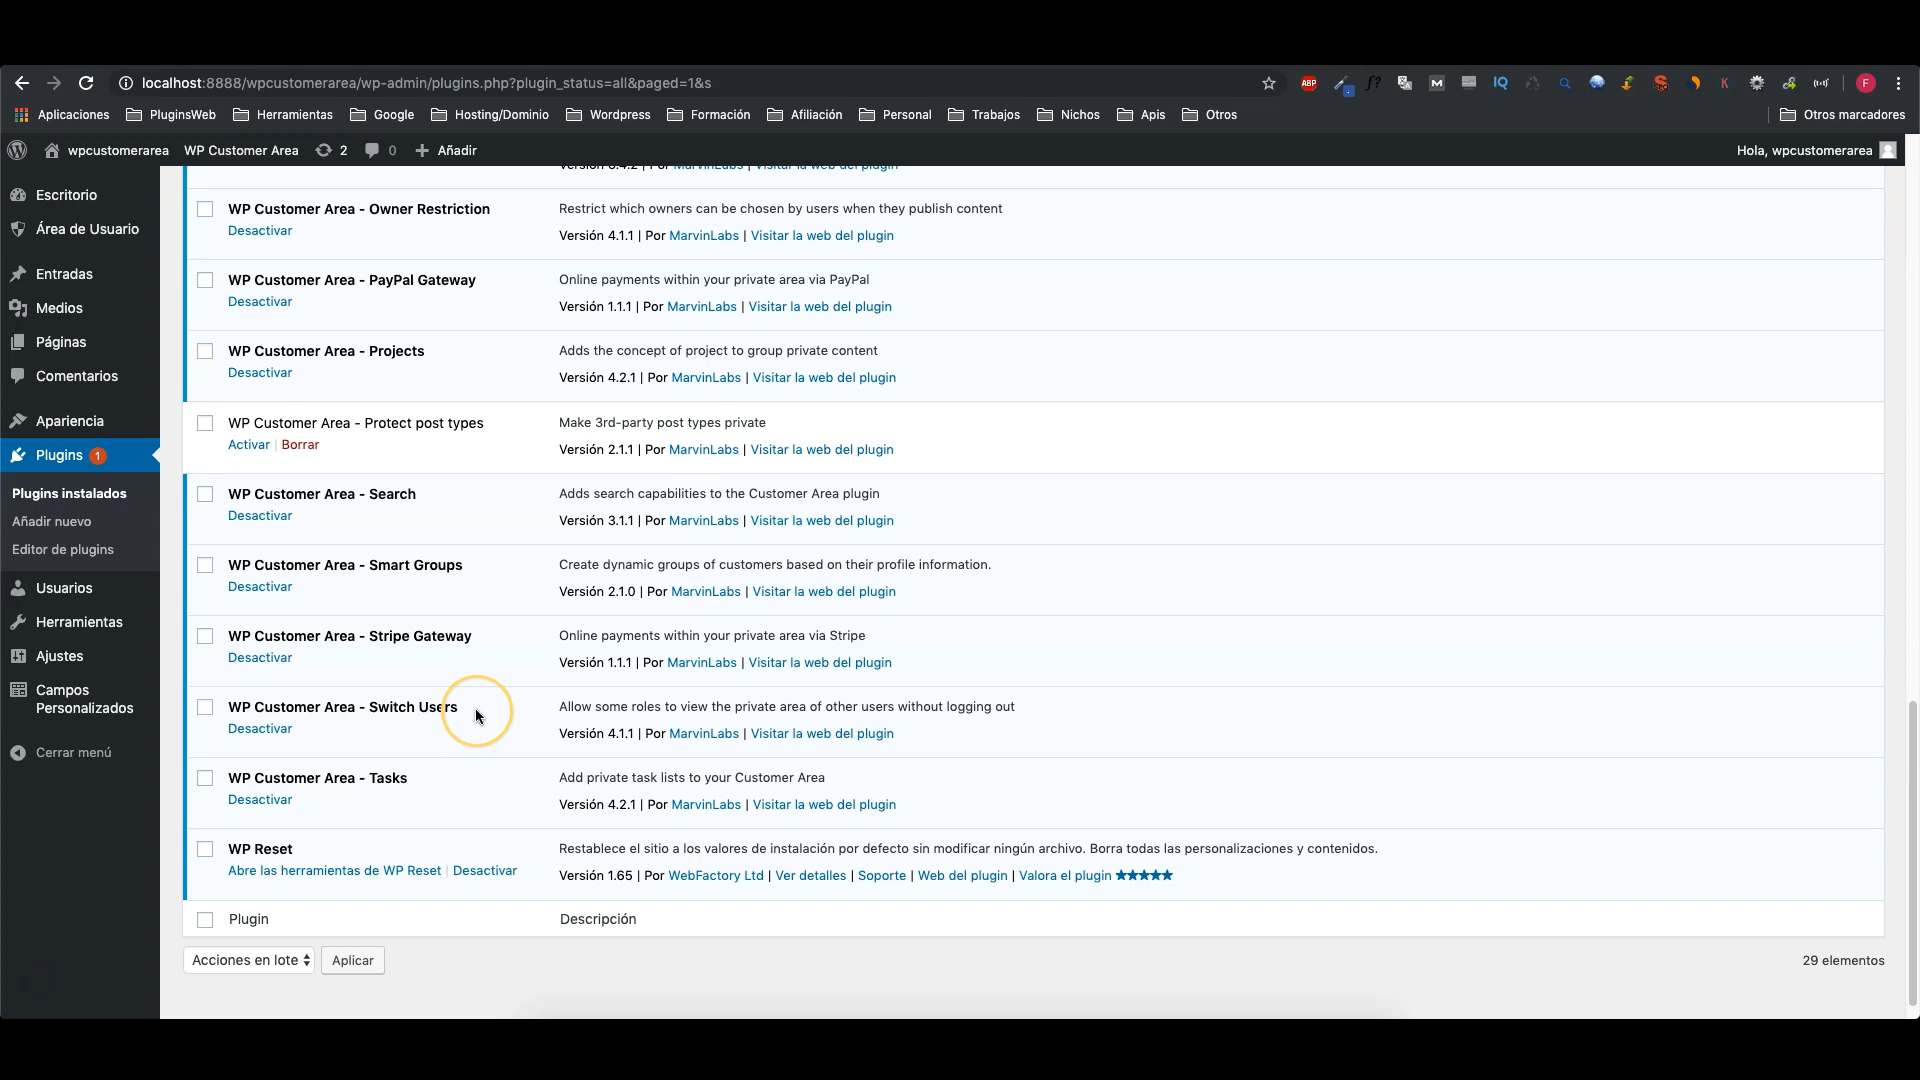 localhost:8888/wpcustomerarea/wp-admin/plugins.php?plugin_status=all&paged=1&s
ABP
f?
M
IQ
K
F
Aplicaciones PluginsWeb Herramientas Google Hosting/Dominio Wordpress Formación Afiliación Personal Trabajos Nichos Apis Otros Otros marcadores
wpcustomerarea WP Customer Area 2 0 Añadir Hola, wpcustomerarea
Escritorio
Área de Usuario
Entradas
Medios
Páginas
Comentarios
Apariencia
Plugins 1
Plugins instalados
Añadir nuevo
Editor de plugins
Usuarios
Herramientas
Ajustes
Campos
Personalizados
Cerrar menú
WP Customer Area - Owner Restriction
Desactivar
Restrict which owners can be chosen by users when they publish content
Versión 4.1.1 | Por MarvinLabs | Visitar la web del plugin
WP Customer Area - PayPal Gateway
Desactivar
Online payments within your private area via PayPal
Versión 1.1.1 | Por MarvinLabs | Visitar la web del plugin
WP Customer Area - Projects
Desactivar
Adds the concept of project to group private content
Versión 4.2.1 | Por MarvinLabs | Visitar la web del plugin
WP Customer Area - Protect post types
Activar | Borrar
Make 3rd-party post types private
Versión 2.1.1 | Por MarvinLabs | Visitar la web del plugin
WP Customer Area - Search
Desactivar
Adds search capabilities to the Customer Area plugin
Versión 3.1.1 | Por MarvinLabs | Visitar la web del plugin
WP Customer Area - Smart Groups
Desactivar
Create dynamic groups of customers based on their profile information.
Versión 2.1.0 | Por MarvinLabs | Visitar la web del plugin
WP Customer Area - Stripe Gateway
Desactivar
Online payments within your private area via Stripe
Versión 1.1.1 | Por MarvinLabs | Visitar la web del plugin
WP Customer Area - Switch Users
Desactivar
Allow some roles to view the private area of other users without logging out
Versión 4.1.1 | Por MarvinLabs | Visitar la web del plugin
WP Customer Area - Tasks
Desactivar
Add private task lists to your Customer Area
Versión 4.2.1 | Por MarvinLabs | Visitar la web del plugin
WP Reset
Abre las herramientas de WP Reset | Desactivar
Restablece el sitio a los valores de instalación por defecto sin modificar ningún archivo. Borra todas las personalizaciones y contenidos.
Versión 1.65 | Por WebFactory Ltd | Ver detalles | Soporte | Web del plugin | Valora el plugin ★★★★★
Plugin Descripción
Acciones en lote Aplicar 29 elementos